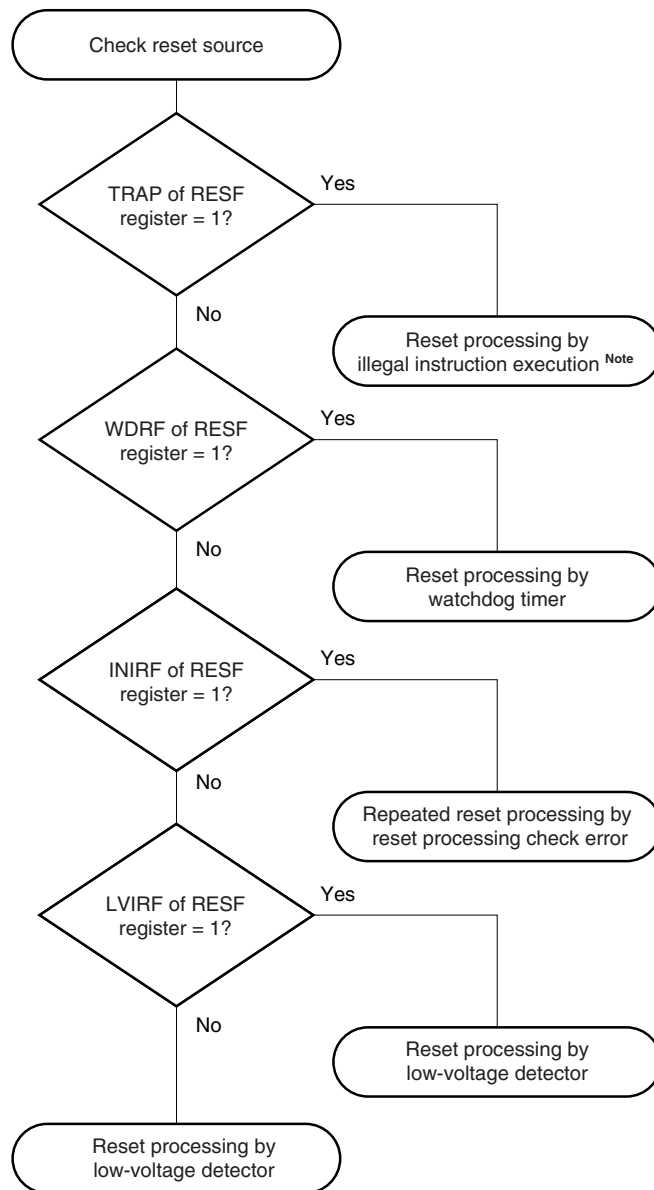 Check reset source
TRAP of RESF
register = 1?
Yes
No
Reset processing by
illegal instruction execution Note
WDRF of RESF
register = 1?
Yes
No
Reset processing by
watchdog timer
INIRF of RESF
register = 1?
Yes
No
Repeated reset processing by
reset processing check error
LVIRF of RESF
register = 1?
Yes
No
Reset processing by
low-voltage detector
Reset processing by
low-voltage detector